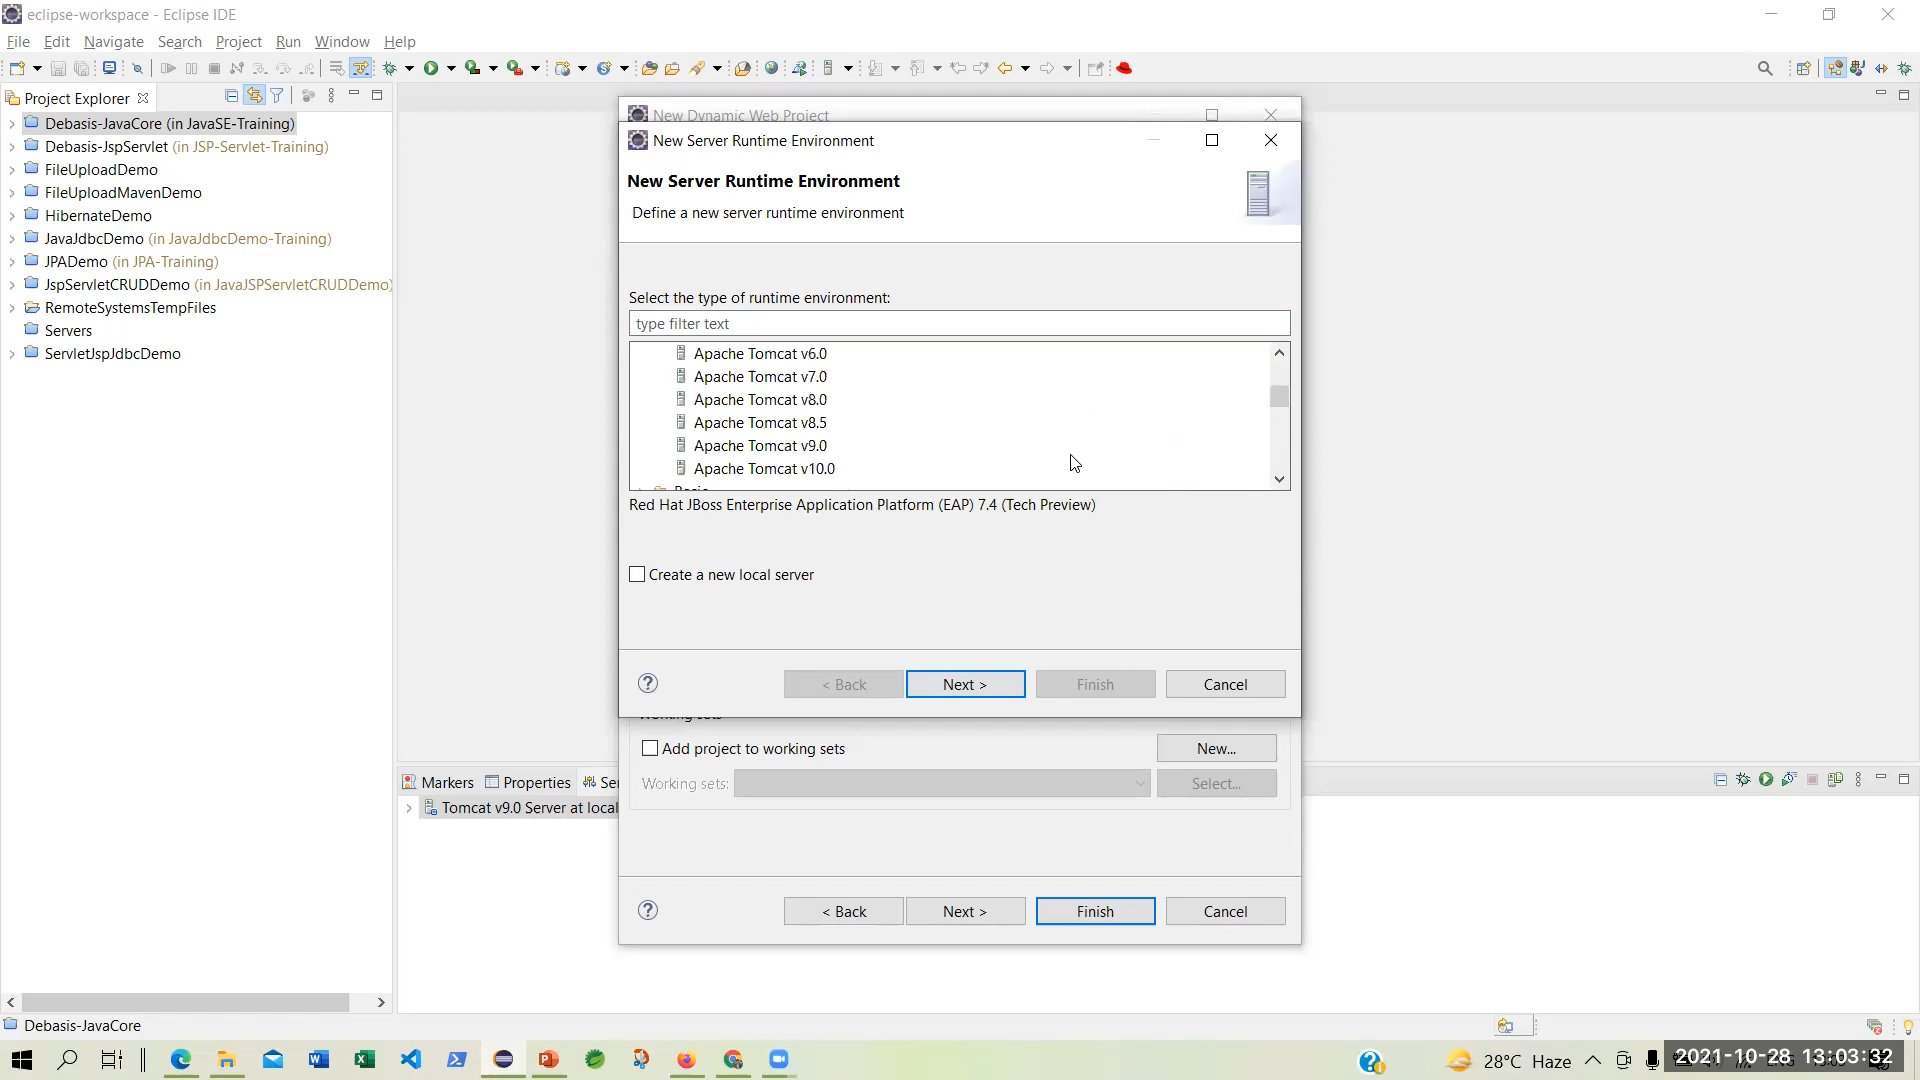 eclipse-workspace - Eclipse IDE
File Edit Navigate Search Project Run Window Help
Project Explorer
Debasis-JavaCore (in JavaSE-Training)
Debasis-JspServlet (in JSP-Servlet-Training)
FileUploadDemo
FileUploadMavenDemo
HibernateDemo
JavaJdbcDemo (in JavaJdbcDemo-Training)
JPADemo (in JPA-Training)
JspServletCRUDDemo (in JavaJSPServletCRUDDemo)
RemoteSystemsTempFiles
Servers
ServletJspJdbcDemo
New Dynamic Web Project
New Server Runtime Environment
New Server Runtime Environment
Define a new server runtime environment
Select the type of runtime environment:
type filter text
Apache Tomcat v6.0
Apache Tomcat v7.0
Apache Tomcat v8.0
Apache Tomcat v8.5
Apache Tomcat v9.0
Apache Tomcat v10.0
Basic
Red Hat JBoss Enterprise Application Platform (EAP) 7.4 (Tech Preview)
Create a new local server
< Back Next > Finish Cancel
Working sets
Add project to working sets New...
Working sets: Select...
< Back Next > Finish Cancel
Markers Properties Se
Tomcat v9.0 Server at local
Debasis-JavaCore
28°C Haze
2021-10-28 13:03:32